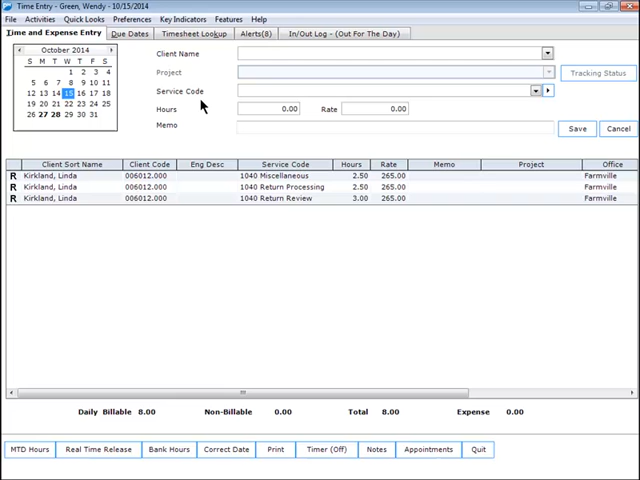 Time Entry - Green, Wendy - 10/15/2014
File Activities Quick Looks Preferences Key Indicators Features Help
Time and Expense Entry Due Dates Timesheet Lookup Alerts(8) In/Out Log - (Out For The Day)
October 2014
S M T W T F S
1 2 3 4
5 6 7 8 9 10 11
12 13 14 15 16 17 18
19 20 21 22 23 24 25
26 27 28 29 30 31
Client Name
Project Tracking Status
Service Code
Hours 0.00 Rate 0.00
Memo Save Cancel
Client Sort Name Client Code Eng Desc Service Code Hours Rate Memo Project Office
R Kirkland, Linda 006012.000 1040 Miscellaneous 2.50 265.00 Farmville
R Kirkland, Linda 006012.000 1040 Return Processing 2.50 265.00 Farmville
R Kirkland, Linda 006012.000 1040 Return Review 3.00 265.00 Farmville
Daily Billable 8.00 Non-Billable 0.00 Total 8.00 Expense 0.00
MTD Hours Real Time Release Bank Hours Correct Date Print Timer (Off) Notes Appointments Quit